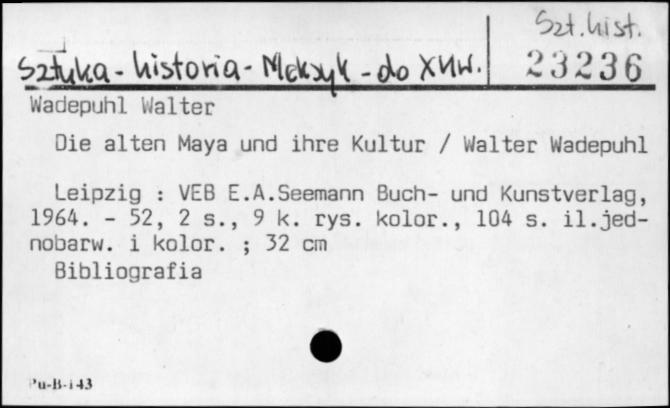 Szt. hist.
Sztuka - historia - Meksyk - do XVII w.
23236
Wadepuhl Walter
Die alten Maya und ihre Kultur / Walter Wadepuhl
Leipzig : VEB E.A.Seemann Buch- und Kunstverlag,
1964. - 52, 2 s., 9 k. rys. kolor., 104 s. il.jed-
nobarw. i kolor. ; 32 cm
Bibliografia
Pu-B-143